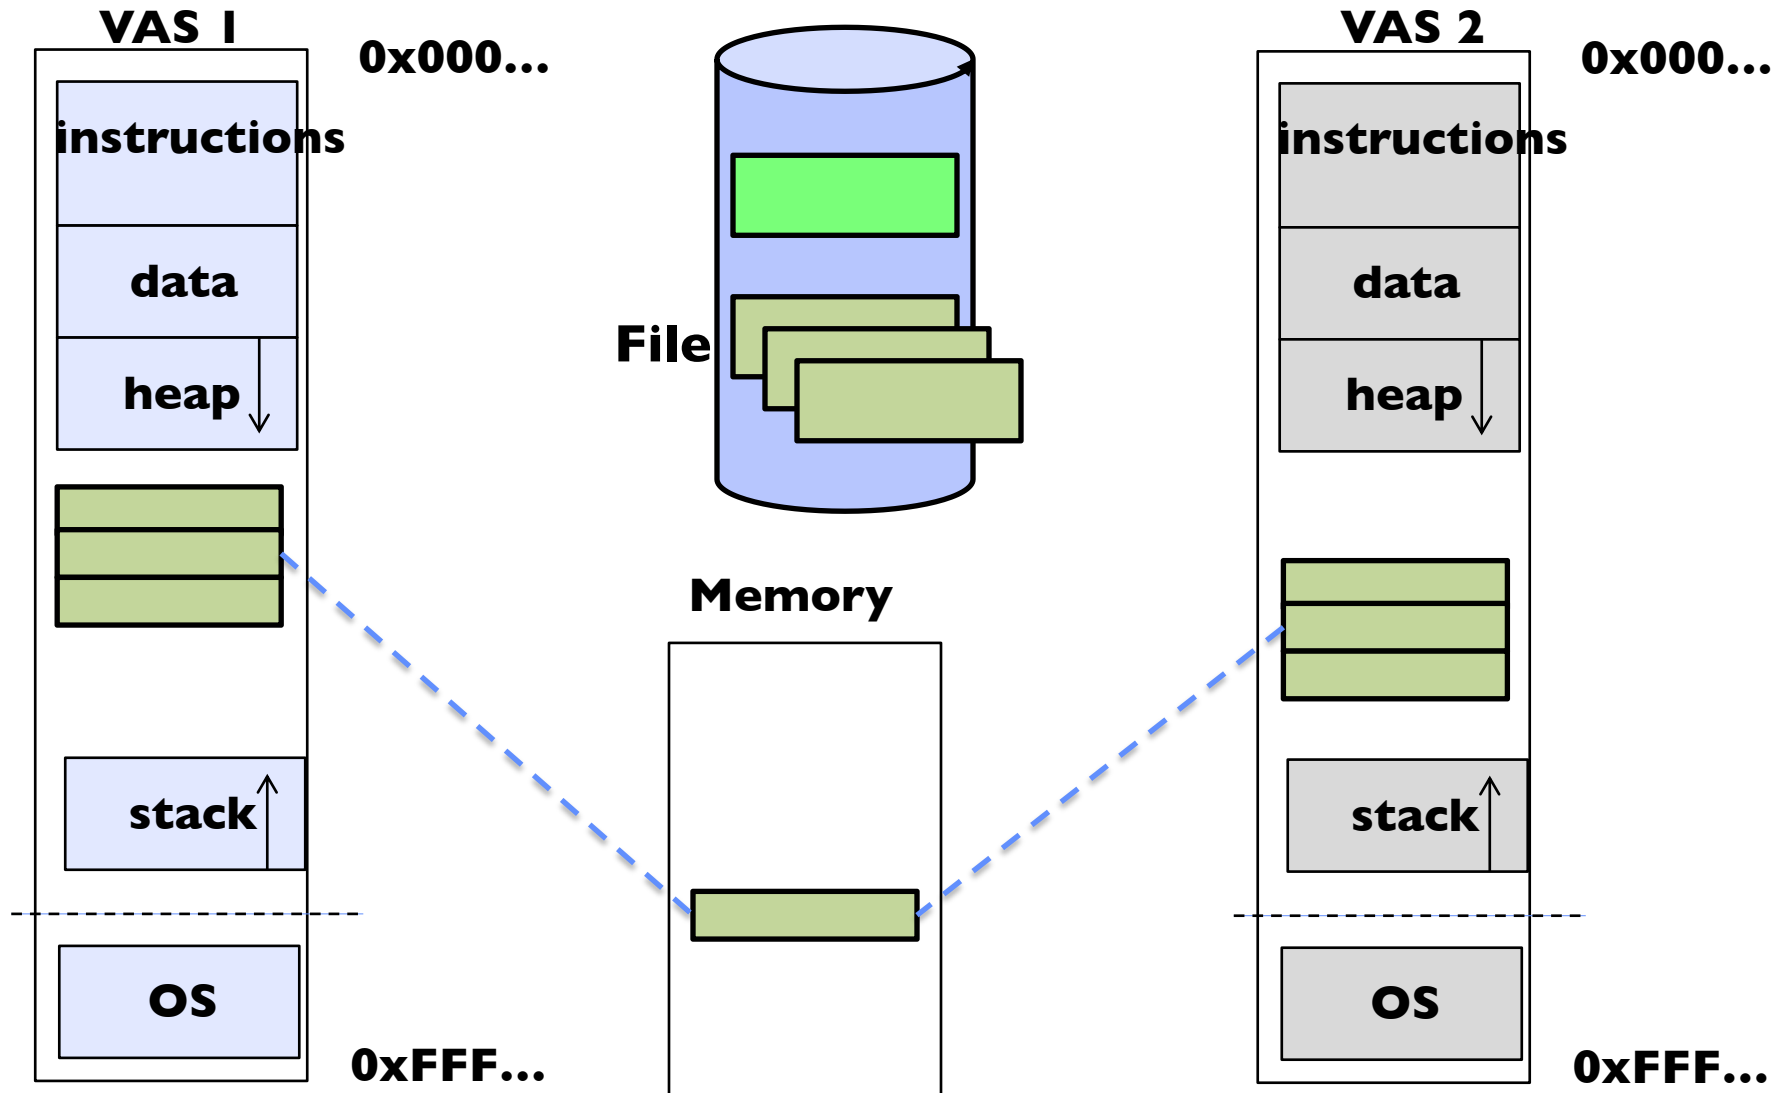 VAS 1
0x000...
instructions
data
heap
stack
OS
0xFFF...
File
Memory
VAS 2
0x000...
instructions
data
heap
stack
OS
0xFFF...